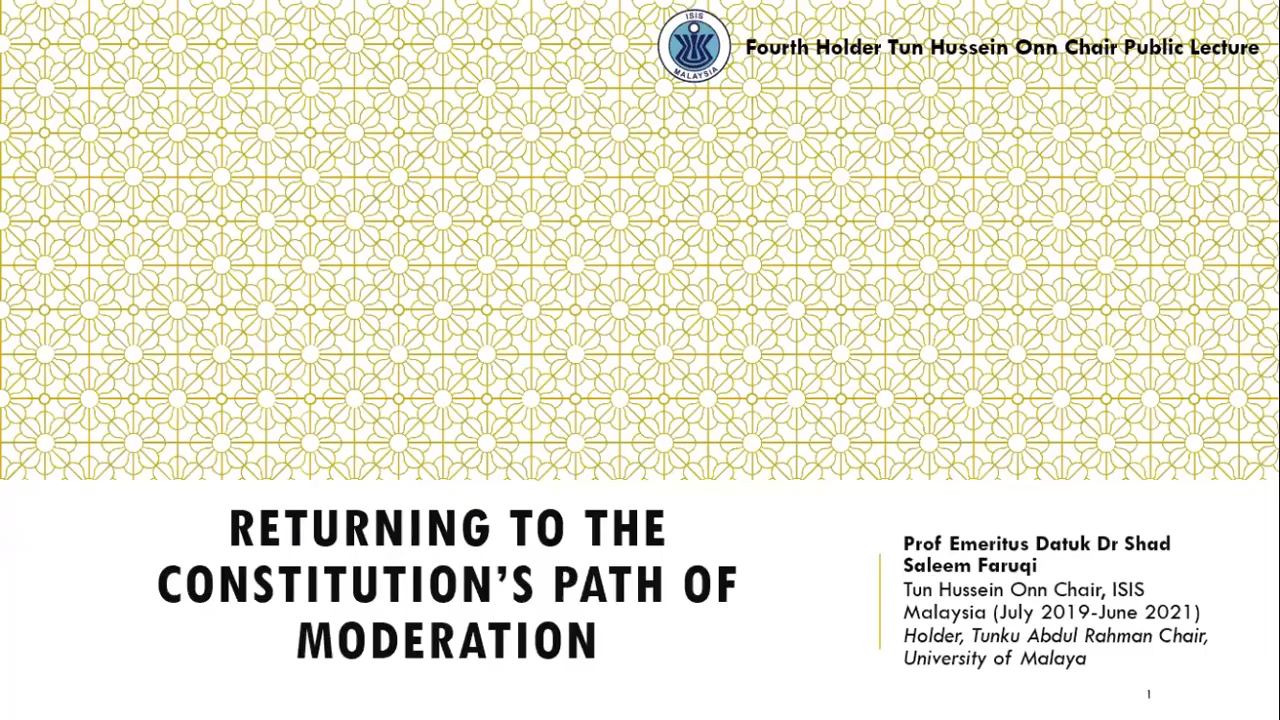 ISIS
MALAYSIA
Fourth Holder Tun Hussein Onn Chair Public Lecture
RETURNING TO THE
CONSTITUTION'S PATH OF
MODERATION
Prof Emeritus Datuk Dr Shad
Saleem Faruqi
Tun Hussein Onn Chair, ISIS
Malaysia (July 2019-June 2021)
Holder, Tunku Abdul Rahman Chair,
University of Malaya
1